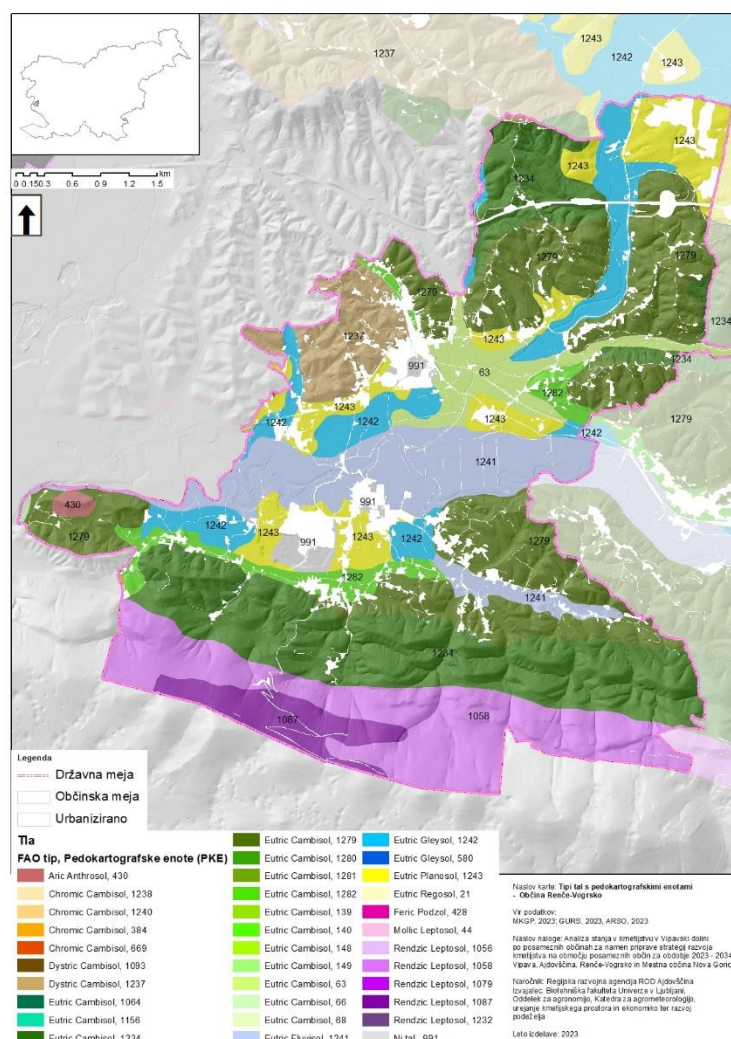 1237
1243
1242
1243
km
0 0.150.3 0.6 0.9 1.2 1.5
1243
1243
1234
1279
1279
1279
1234
1237
1243
1234
991
63
1282
1279
1243
1243
1242
1242
1242
1241
430
991
1279
1242
1243
991
1243
1242
1279
1282
1241
1234
1087
1058
Legenda
Državna meja
Občinska meja
Urbanizirano
Tla
FAO tip, Pedokartografske enote (PKE)
Aric Anthrosol, 430
Chromic Cambisol, 1238
Chromic Cambisol, 1240
Chromic Cambisol, 384
Chromic Cambisol, 669
Dystric Cambisol, 1093
Dystric Cambisol, 1237
Eutric Cambisol, 1064
Eutric Cambisol, 1156
Eutric Cambisol, 1234
Eutric Cambisol, 1279
Eutric Cambisol, 1280
Eutric Cambisol, 1281
Eutric Cambisol, 1282
Eutric Cambisol, 139
Eutric Cambisol, 140
Eutric Cambisol, 148
Eutric Cambisol, 149
Eutric Cambisol, 63
Eutric Cambisol, 66
Eutric Cambisol, 68
Eutric Fluvisol, 1241
Eutric Gleysol, 1242
Eutric Gleysol, 580
Eutric Planosol, 1243
Eutric Regosol, 21
Feric Podzol, 428
Mollic Leptosol, 44
Rendzic Leptosol, 1056
Rendzic Leptosol, 1058
Rendzic Leptosol, 1079
Rendzic Leptosol, 1087
Rendzic Leptosol, 1232
Ni tal, 991
Naslov karte: Tipi tal s pedokartografskimi enotami
- Občina Renče-Vogrsko
Vir podatkov:
MKGP, 2023; GURS, 2023, ARSO, 2023
Naslov naloge: Analiza stanja v kmetijstvu v Vipavski dolini
po posameznih občinah za namen priprave strategij razvoja
kmetijstva na območju posameznih občin za obdobje 2023 - 2034
Vipava, Ajdovščina, Renče-Vogrsko in Mestna občina Nova Goric
Naročnik: Regijska razvojna agencija ROD Ajdovščina
Izvajalec: Biotehniška fakulteta Univerze v Ljubljani,
Oddelek za agronomijo, Katedra za agrometeorologijo,
urejanje kmetijskega prostora in ekonomiko ter razvoj
podeželja
Leto izdelave: 2023